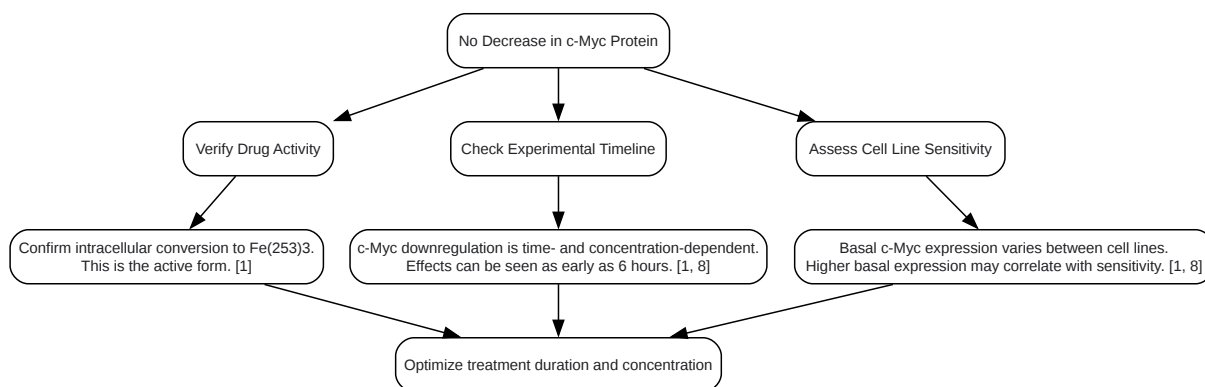 No Decrease in c-Myc Protein
Verify Drug Activity
Check Experimental Timeline
Assess Cell Line Sensitivity
Confirm intracellular conversion to Fe(253)3.
This is the active form. [1]
c-Myc downregulation is time- and concentration-dependent.
Effects can be seen as early as 6 hours. [1, 8]
Basal c-Myc expression varies between cell lines.
Higher basal expression may correlate with sensitivity. [1, 8]
Optimize treatment duration and concentration